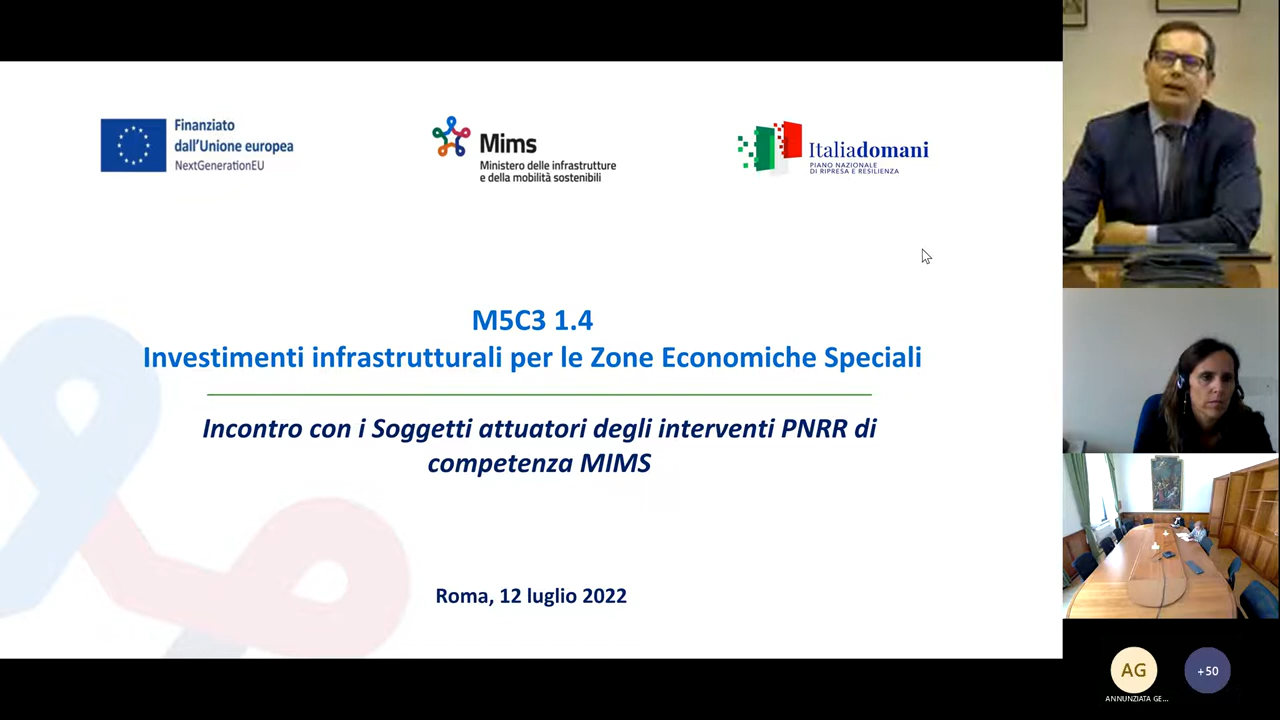 Finanziato
dall'Unione europea
NextGenerationEU
Mims
Ministero delle infrastrutture
e della mobilità sostenibili
Italiadomani
PIANO NAZIONALE
DI RIPRESA E RESILIENZA
M5C3 1.4
Investimenti infrastrutturali per le Zone Economiche Speciali
Incontro con i Soggetti attuatori degli interventi PNRR di
competenza MIMS
Roma, 12 luglio 2022
AG
+50
ANNUNZIATA GE...